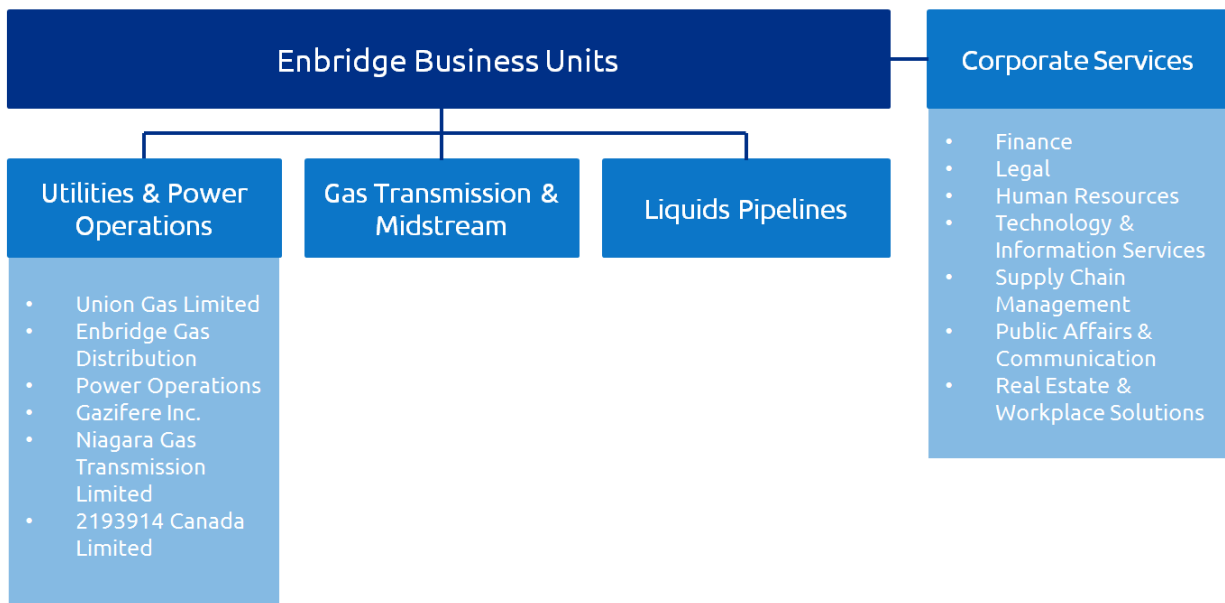 Enbridge Business Units
Corporate Services
• Finance
• Legal
• Human Resources
• Technology &
Information Services
• Supply Chain
Management
• Public Affairs &
Communication
• Real Estate &
Workplace Solutions
Utilities & Power
Operations
• Union Gas Limited
• Enbridge Gas
Distribution
• Power Operations
• Gazifere Inc.
• Niagara Gas
Transmission
Limited
• 2193914 Canada
Limited
Gas Transmission &
Midstream
Liquids Pipelines